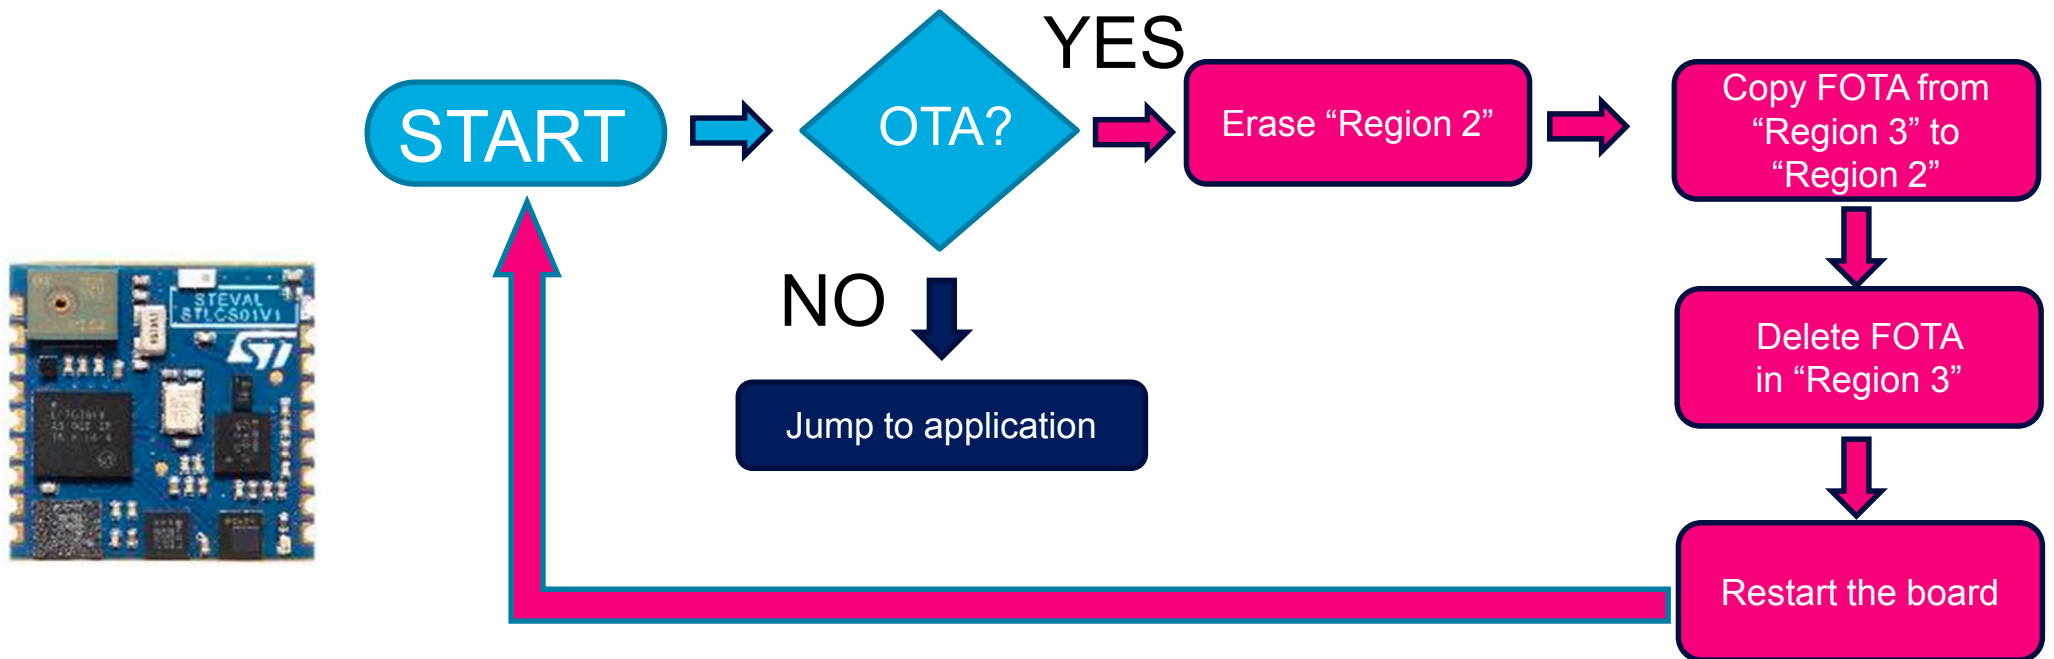 START
OTA?
YES
Erase “Region 2”
Copy FOTA from
“Region 3” to
“Region 2”
NO
Jump to application
Delete FOTA
in “Region 3”
Restart the board
STEVAL
STLCS01V1
ST